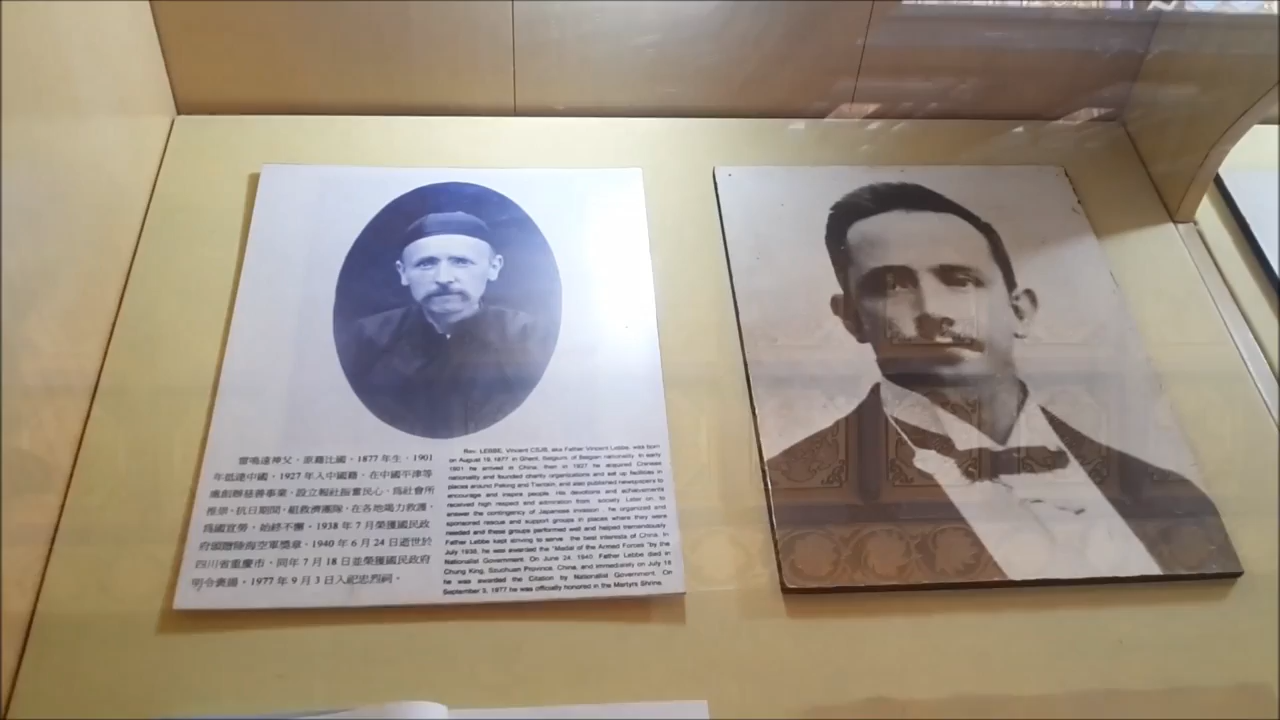 雷鳴遠神父，原籍比國，1877年生，1901
年抵達中國，1927年入中國籍，在中國平津等
處創辦慈善事業，設立報社振奮民心，為社會所
推崇。抗日期間，組救濟團隊，在各地竭力救護，
為國宣勞，始終不懈。1938年7月榮獲國民政
府頒贈陸海空軍獎章。1940年6月24日逝世於
四川省重慶市，同年7月18日並榮獲國民政府
明令褒揚。1977年9月3日入祀忠烈祠。
Rev. LEBBE, Vincent CSJB, aka Father Vincent Lebbe, was born
on August 19, 1877 in Ghent, Belgium, of Belgian nationality. In early
1901 he arrived in China, then in 1927 he acquired Chinese
nationality and founded charity organizations and set up facilities in
places around Peking and Tientsin, and also published newspapers to
encourage and inspire people. His devotions and achievements
received high respect and admiration from society. Later on, to
answer the contingency of Japanese invasion, he organized and
sponsored rescue and support groups in places where they were
needed and these groups performed well and helped tremendously.
Father Lebbe kept striving to serve the best interests of China. In
July 1938, he was awarded the "Medal of the Armed Forces "by the
Nationalist Government. On June 24, 1940, Father Lebbe died in
Chung King, Szuchuan Province, China, and immediately on July 18
he was awarded the Citation by Nationalist Government. On
September 3, 1977 he was officially honored in the Martyrs Shrine.